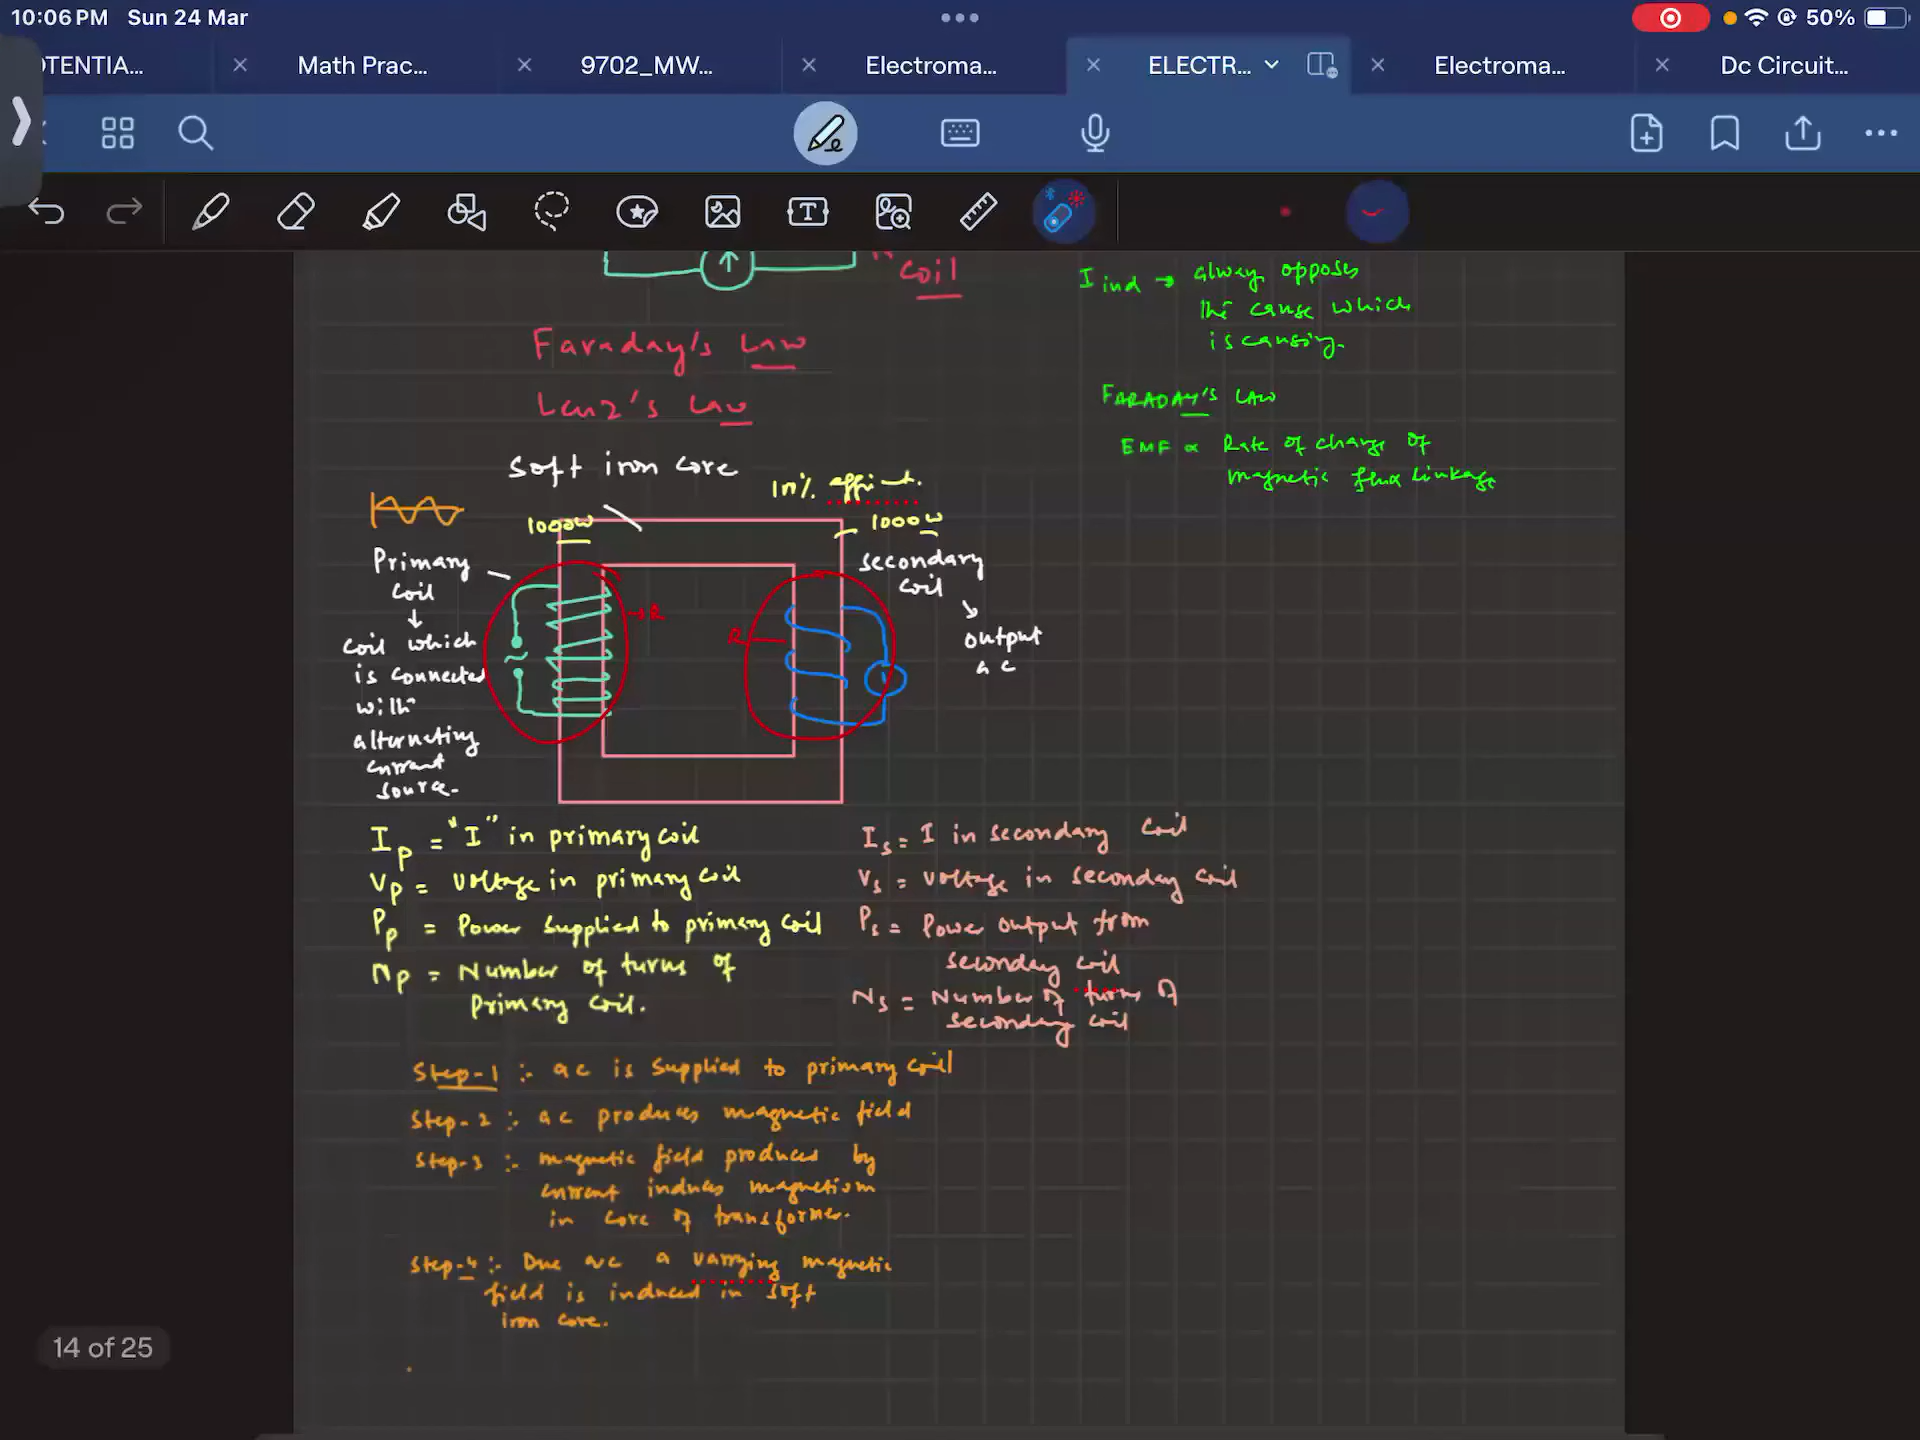 10:06 PM Sun 24 Mar
50%
OTENTIA...
Math Prac...
9702_MW...
Electroma...
ELECTR...
Electroma...
Dc Circuit...
coil
I ind → always opposes
the cause which
is causing.
Faraday's Law
Lenz's Law
FARADAY'S LAW
EMF ∝ Rate of change of
magnetic flux linkage
Soft iron core
1000W
1000W
Primary
coil
↓
coil which
is connected
with
alternating
current
source.
→R
R
secondary
coil
output
ac
Ip = "I" in primary coil
Vp = voltage in primary coil
Pp = Power supplied to primary coil
np = Number of turns of
primary coil.
Is = I in secondary coil
Vs = voltage in seconday coil
Ps = Power output from
seconday coil
Ns = Number of turns of
secondary coil
Step-1 :- ac is supplied to primary coil
Step-2 :- ac produces magnetic field
Step-3 :- magnetic field produced by
current induces magnetism
in core of transformer.
Step-4 :- Due a varrying magnetic
field is induced in soft
iron core.
14 of 25